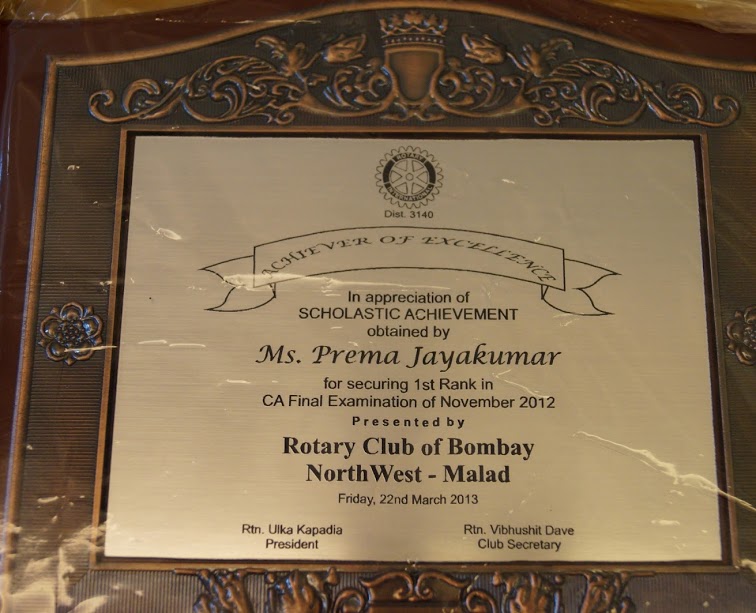 ROTARY
INTERNATIONAL
Dist. 3140
ACHIEVER OF EXCELLENCE
In appreciation of
SCHOLASTIC ACHIEVEMENT
obtained by
Ms. Prema Jayakumar
for securing 1st Rank in
CA Final Examination of November 2012
Presented by
Rotary Club of Bombay
NorthWest - Malad
Friday, 22nd March 2013
Rtn. Ulka Kapadia Rtn. Vibhushit Dave
President Club Secretary